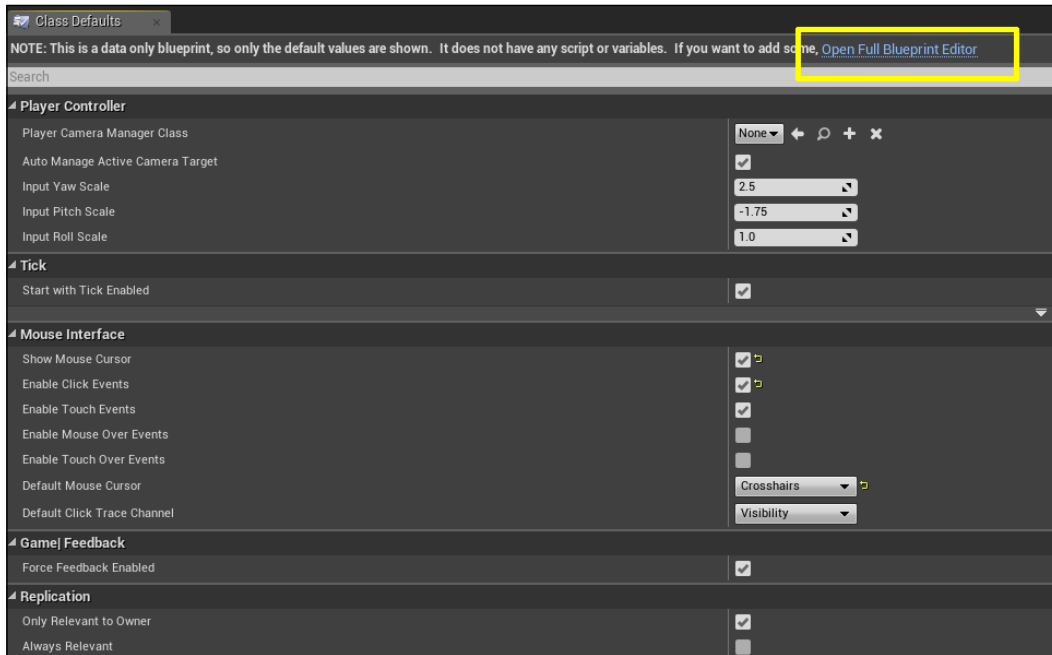 Class Defaults
NOTE: This is a data only blueprint, so only the default values are shown. It does not have any script or variables. If you want to add some, Open Full Blueprint Editor
Search
Player Controller
Player Camera Manager Class None
Auto Manage Active Camera Target
Input Yaw Scale 2.5
Input Pitch Scale -1.75
Input Roll Scale 1.0
Tick
Start with Tick Enabled
Mouse Interface
Show Mouse Cursor
Enable Click Events
Enable Touch Events
Enable Mouse Over Events
Enable Touch Over Events
Default Mouse Cursor Crosshairs
Default Click Trace Channel Visibility
Game| Feedback
Force Feedback Enabled
Replication
Only Relevant to Owner
Always Relevant